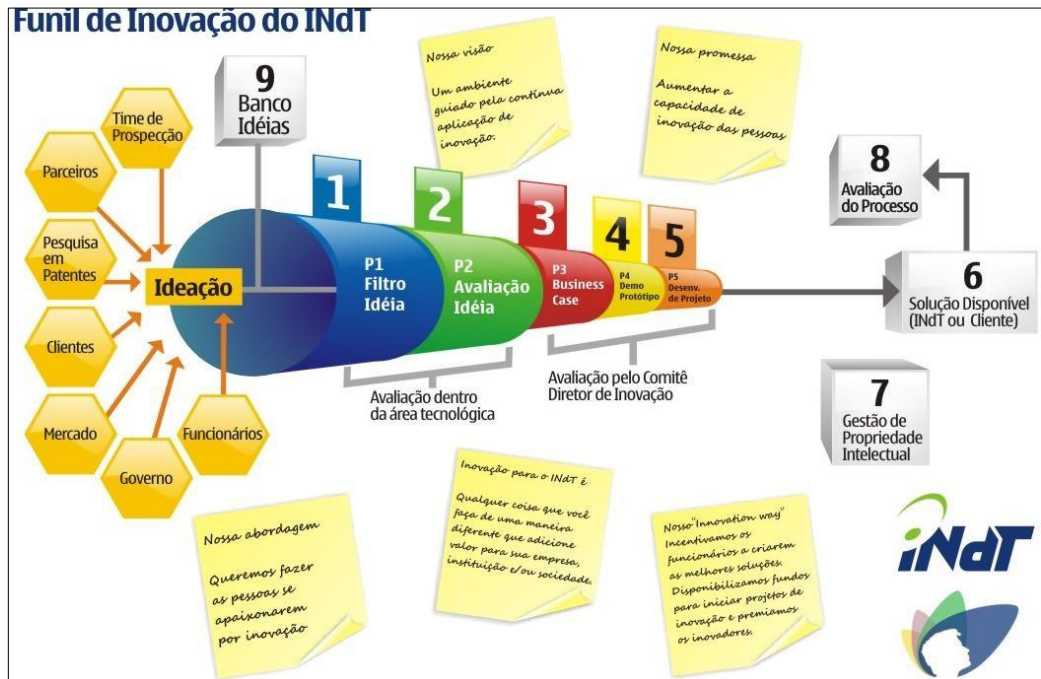 Funil de Inovação do INdT
Nossa visão
Um ambiente
guiado pela contínua
aplicação de
inovação.
Nossa promessa
Aumentar a
capacidade de
inovação das pessoas
9
Banco
Idéias
Time de
Prospecção
Parceiros
Pesquisa
em
Patentes
Clientes
Mercado
Governo
Funcionários
Ideação
1
P1
Filtro
Idéia
2
P2
Avaliação
Idéia
3
P3
Business
Case
4
P4
Demo
Protótipo
5
P5
Desenv.
de Projeto
Avaliação dentro
da área tecnológica
Avaliação pelo Comitê
Diretor de Inovação
8
Avaliação
do Processo
6
Solução Disponível
(INdT ou Cliente)
7
Gestão de
Propriedade
Intelectual
Nossa abordagem
Queremos fazer
as pessoas se
apaixonarem
por inovação
Inovação para o INdT é
Qualquer coisa que você
faça de uma maneira
diferente que adicione
valor para sua empresa,
instituição e/ou sociedade.
Nosso "Innovation way"
Incentivamos os
funcionários a criarem
as melhores soluções.
Disponibilizamos fundos
para iniciar projetos de
inovação e premiamos
os inovadores.
iNdT